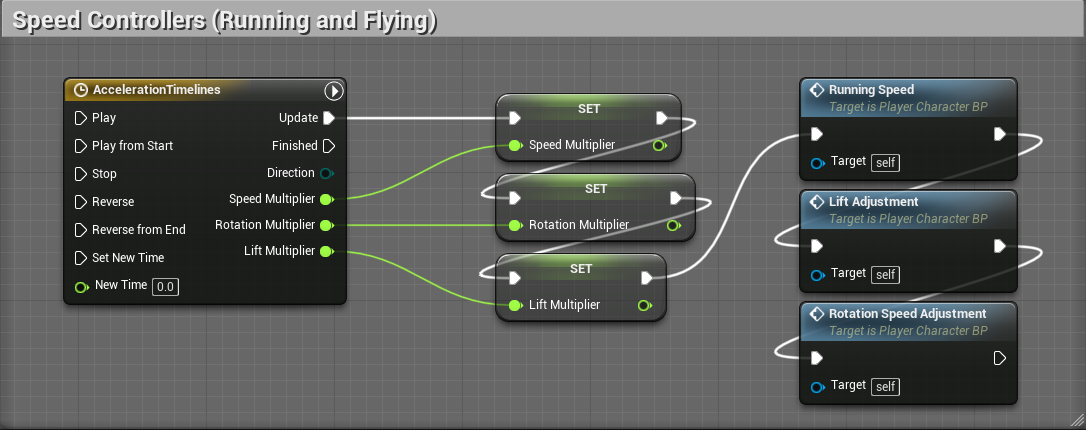 Speed Controllers (Running and Flying)
AccelerationTimelines
Play
Update
Play from Start
Finished
Stop
Direction
Reverse
Speed Multiplier
Reverse from End
Rotation Multiplier
Set New Time
Lift Multiplier
New Time 0.0
SET
Speed Multiplier
SET
Rotation Multiplier
SET
Lift Multiplier
Running Speed
Target is Player Character BP
Target self
Lift Adjustment
Target is Player Character BP
Target self
Rotation Speed Adjustment
Target is Player Character BP
Target self